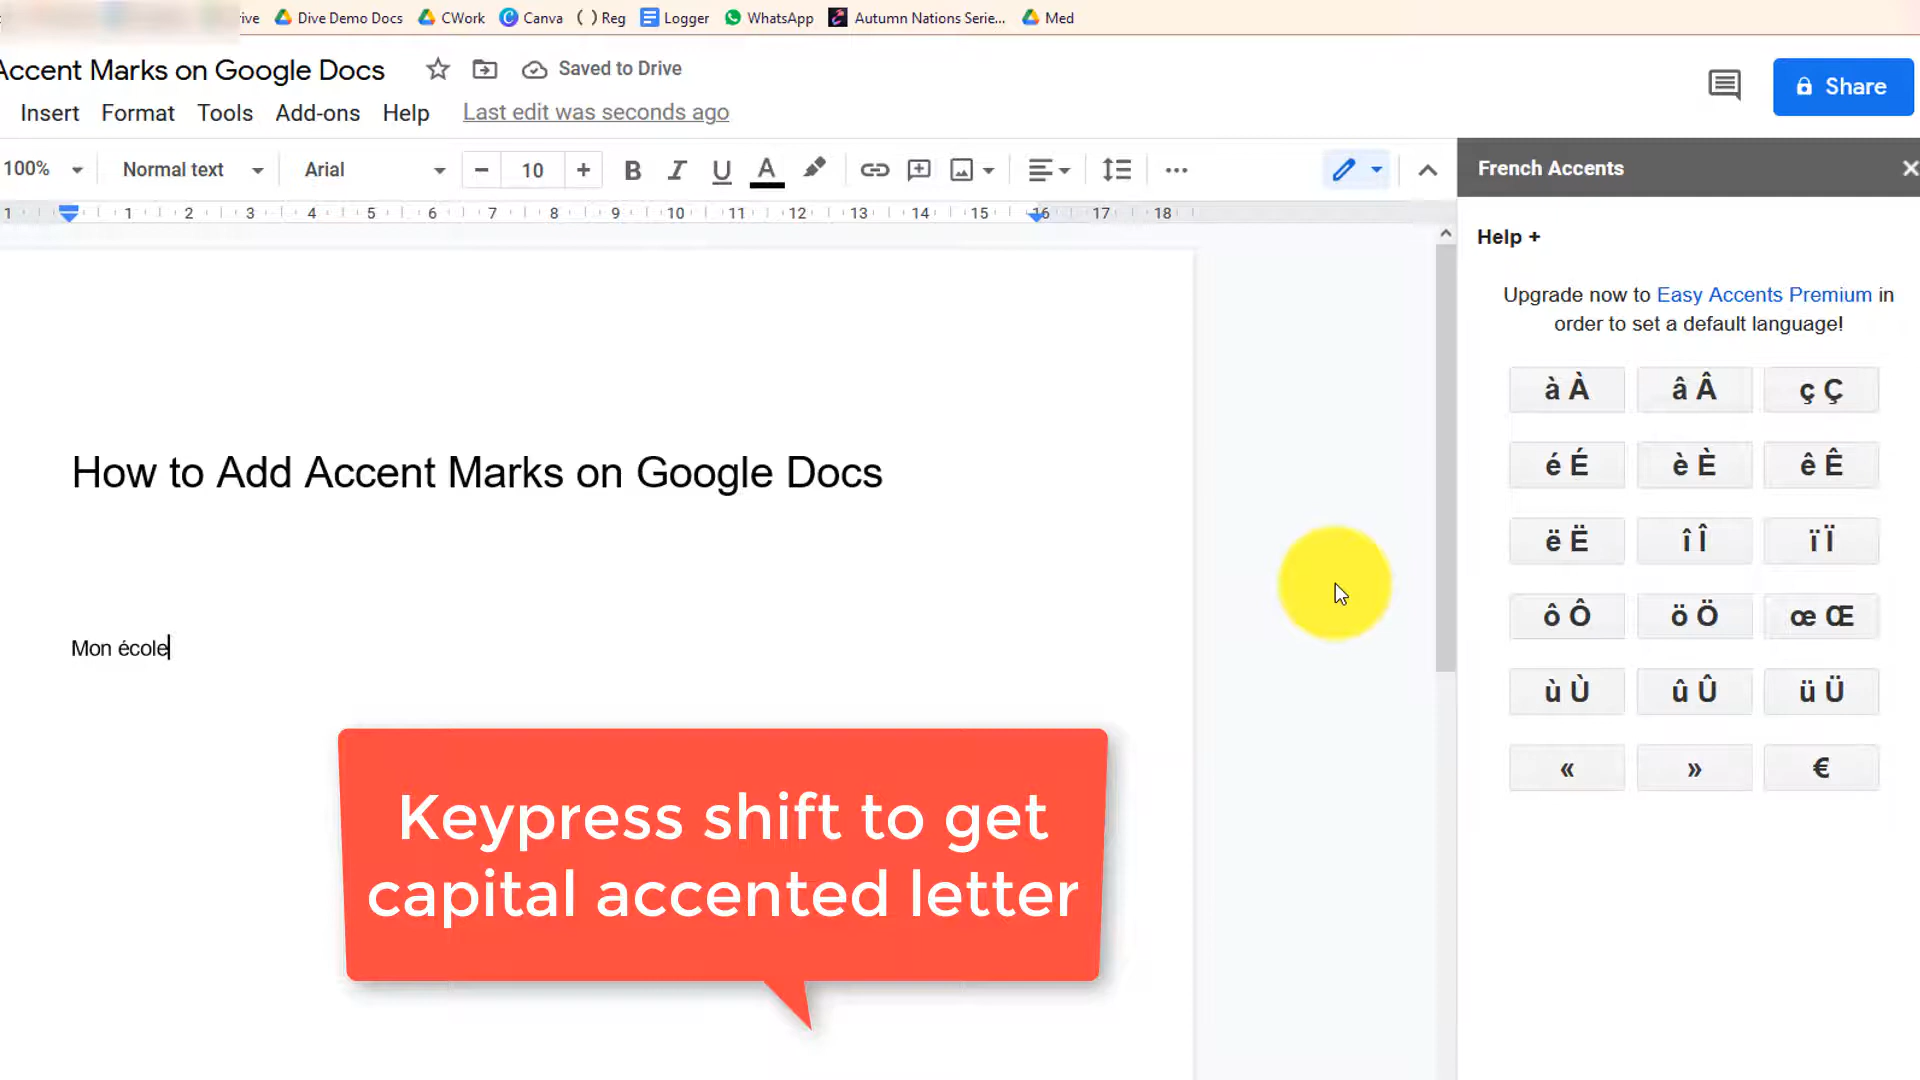 ive Dive Demo Docs CWork Canva Reg Logger WhatsApp Autumn Nations Serie... Med
Accent Marks on Google Docs Saved to Drive
Share
Insert Format Tools Add-ons Help Last edit was seconds ago
100% Normal text Arial − 10 + B I U A ...
French Accents
1 1 2 3 4 5 6 7 8 9 10 11 12 13 14 15 16 17 18
Help +
Upgrade now to Easy Accents Premium in
order to set a default language!
à À â Â ç Ç
é É è È ê Ê
ë Ë î Î ï Ï
ô Ô ö Ö œ Œ
ù Ù û Û ü Ü
« » €
How to Add Accent Marks on Google Docs
Mon école
Keypress shift to get
capital accented letter